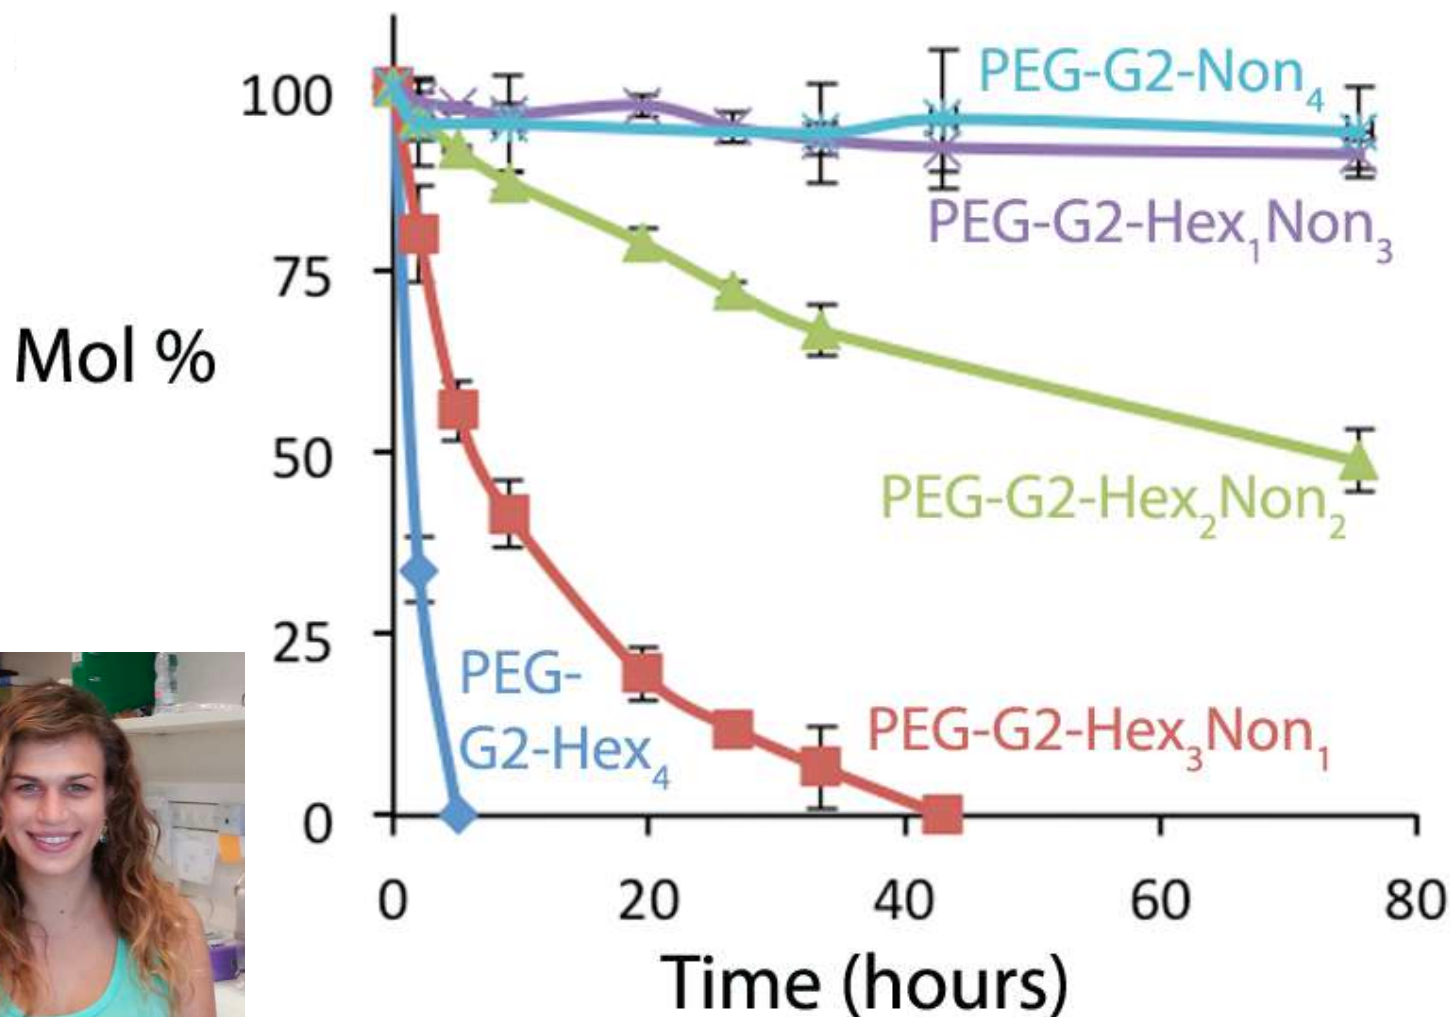 PEG-G2-Non₄
100
PEG-G2-Hex₁Non₃
75
Mol %
50
PEG-G2-Hex₂Non₂
25
PEG-
G2-Hex₄
PEG-G2-Hex₃Non₁
0
0 20 40 60 80
Time (hours)